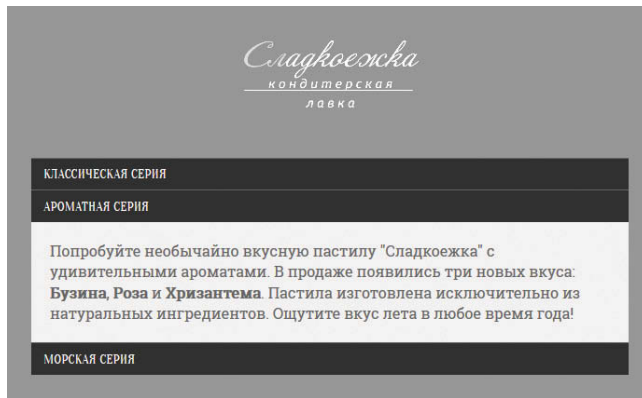 Сладкоежка
кондитерская
лавка
КЛАССИЧЕСКАЯ СЕРИЯ
АРОМАТНАЯ СЕРИЯ
Попробуйте необычайно вкусную пастилу "Сладкоежка" с
удивительными ароматами. В продаже появились три новых вкуса:
Бузина, Роза и Хризантема. Пастила изготовлена исключительно из
натуральных ингредиентов. Ощутите вкус лета в любое время года!
МОРСКАЯ СЕРИЯ